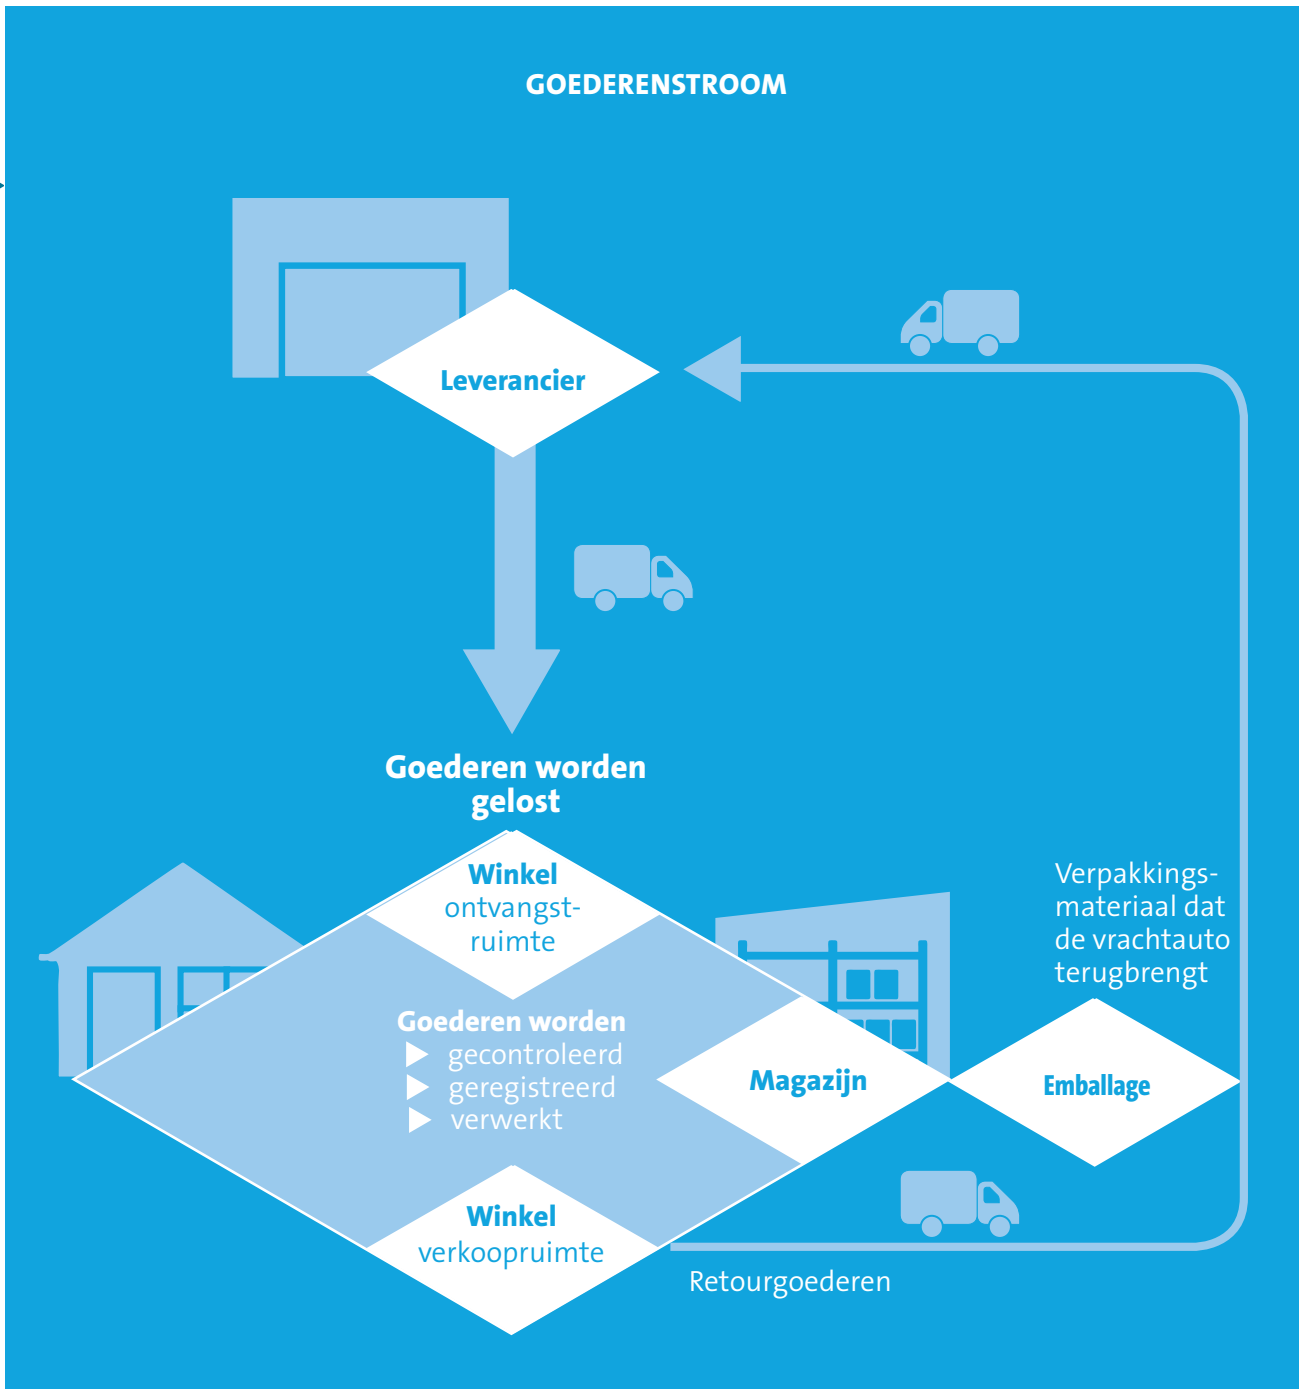 GOEDERENSTROOM
Leverancier
Goederen worden
gelost
Winkel
ontvangst-
ruimte
Verpakkings-
materiaal dat
de vrachtauto
terugbrengt
Goederen worden
gecontroleerd
geregistreerd
verwerkt
Magazijn
Emballage
Winkel
verkoopruimte
Retourgoederen